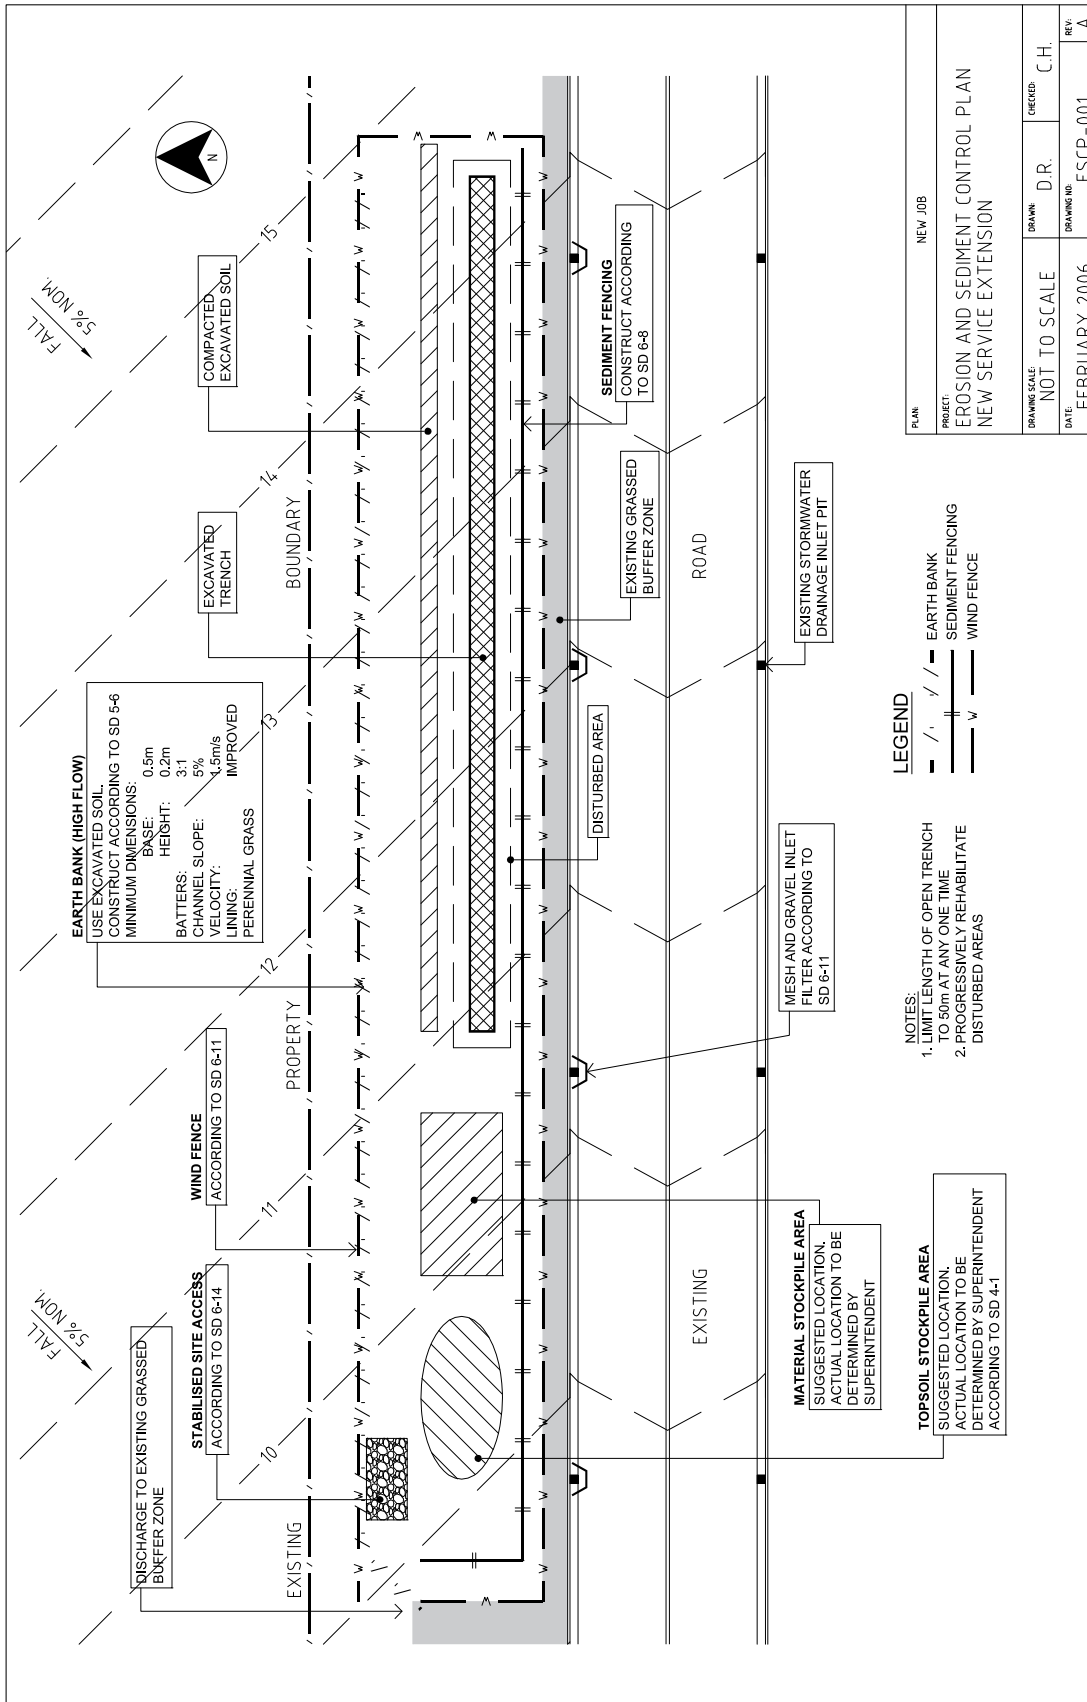 DISCHARGE TO EXISTING GRASSED
BUFFER ZONE
STABILISED SITE ACCESS
ACCORDING TO SD 6-14
WIND FENCE
ACCORDING TO SD 6-11
EARTH BANK (HIGH FLOW)
USE EXCAVATED SOIL.
CONSTRUCT ACCORDING TO SD 5-6
MINIMUM DIMENSIONS:
BASE: 0.5m
HEIGHT: 0.2m
BATTERS: 3:1
CHANNEL SLOPE: 5%
VELOCITY: 1.5m/s
LINING: IMPROVED
PERENNIAL GRASS
EXCAVATED
TRENCH
COMPACTED
EXCAVATED SOIL
FALL
5% NOM.
FALL
5% NOM.
N
10
11
12
13
14
15
EXISTING PROPERTY BOUNDARY
SEDIMENT FENCING
CONSTRUCT ACCORDING
TO SD 6-8
EXISTING GRASSED
BUFFER ZONE
DISTURBED AREA
EXISTING ROAD
EXISTING STORMWATER
DRAINAGE INLET PIT
MESH AND GRAVEL INLET
FILTER ACCORDING TO
SD 6-11
MATERIAL STOCKPILE AREA
SUGGESTED LOCATION.
ACTUAL LOCATION TO BE
DETERMINED BY
SUPERINTENDENT
TOPSOIL STOCKPILE AREA
SUGGESTED LOCATION.
ACTUAL LOCATION TO BE
DETERMINED BY SUPERINTENDENT
ACCORDING TO SD 4-1
NOTES:
1. LIMIT LENGTH OF OPEN TRENCH
TO 50m AT ANY ONE TIME
2. PROGRESSIVELY REHABILITATE
DISTURBED AREAS
LEGEND
EARTH BANK
SEDIMENT FENCING
WIND FENCE
PLAN: NEW JOB
PROJECT:
EROSION AND SEDIMENT CONTROL PLAN
NEW SERVICE EXTENSION
DRAWING SCALE: NOT TO SCALE
DRAWN: D.R.
CHECKED: C.H.
DATE: FEBRUARY 2006
DRAWING NO: ESCP-001
REV: A